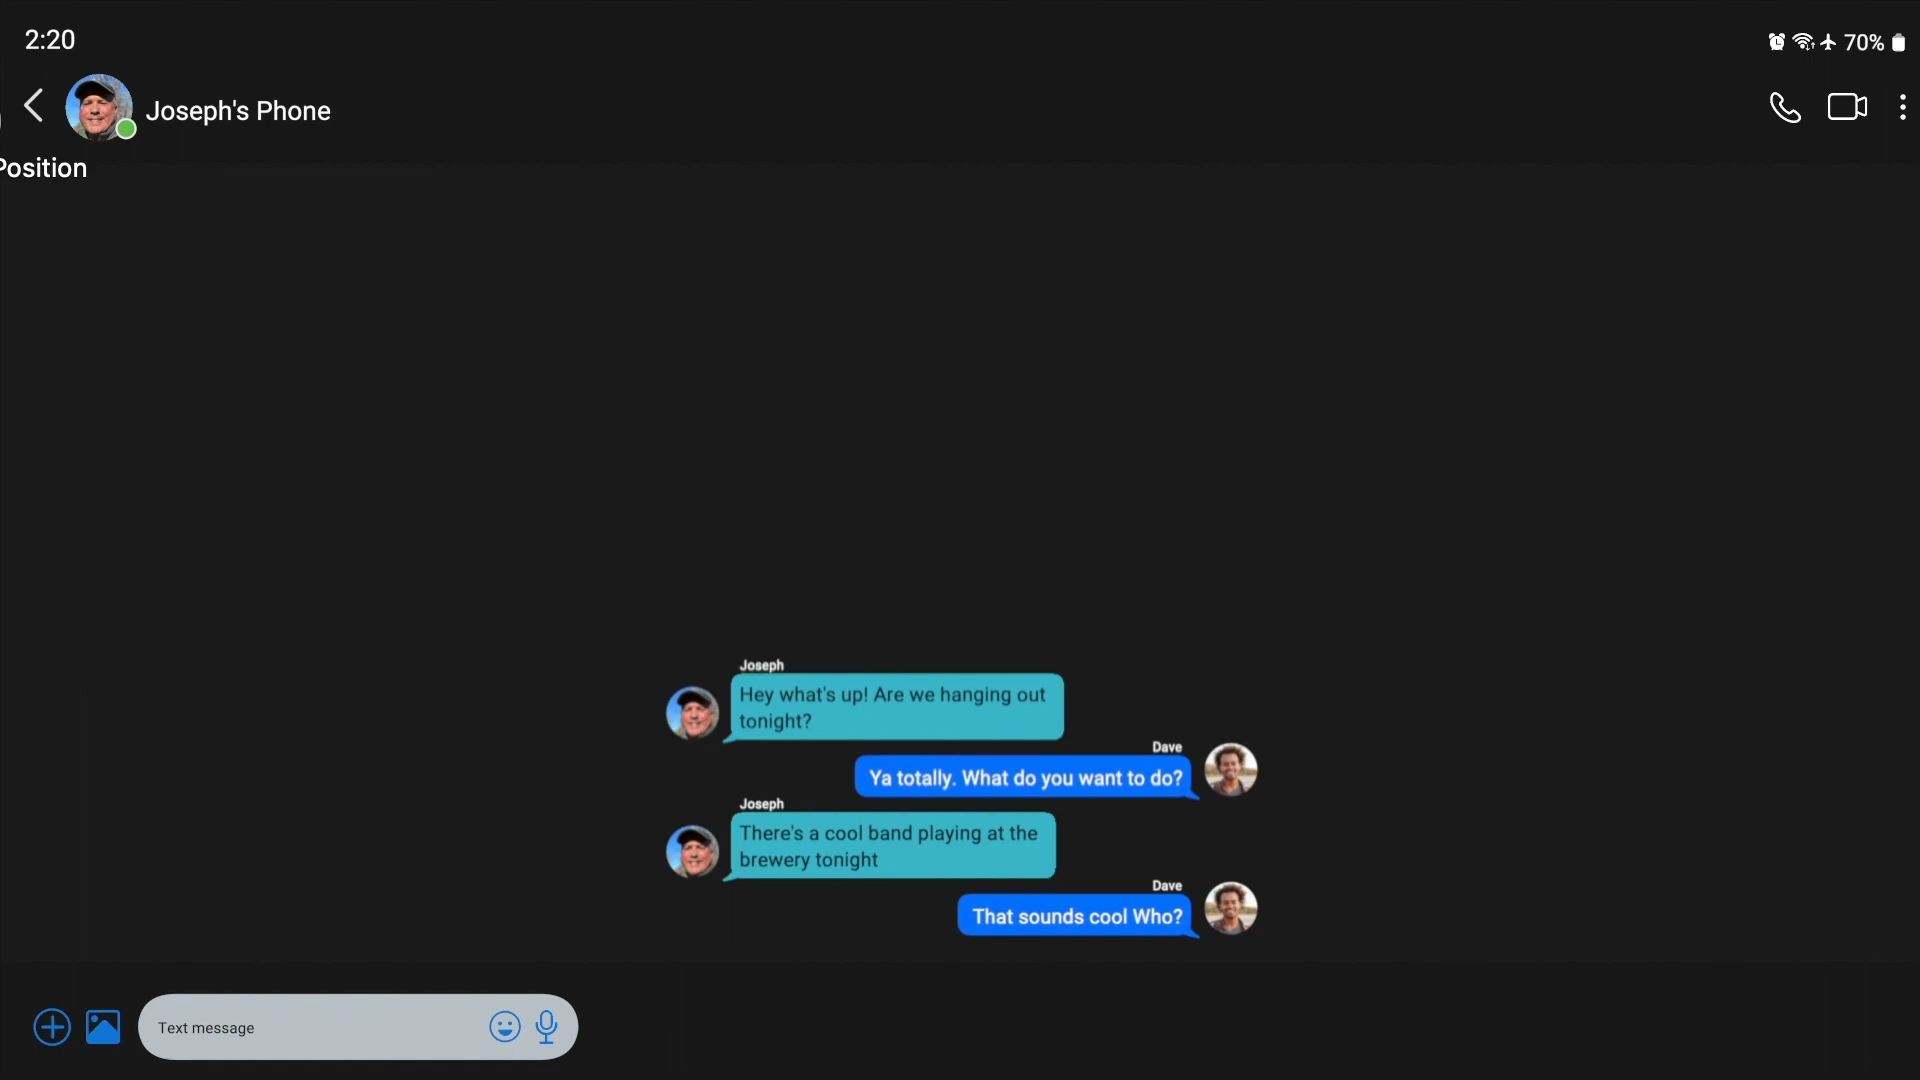 2:20
70%
Joseph's Phone
Position
Joseph
Hey what's up! Are we hanging out
tonight?
Dave
Ya totally. What do you want to do?
Joseph
There's a cool band playing at the
brewery tonight
Dave
That sounds cool Who?
Text message